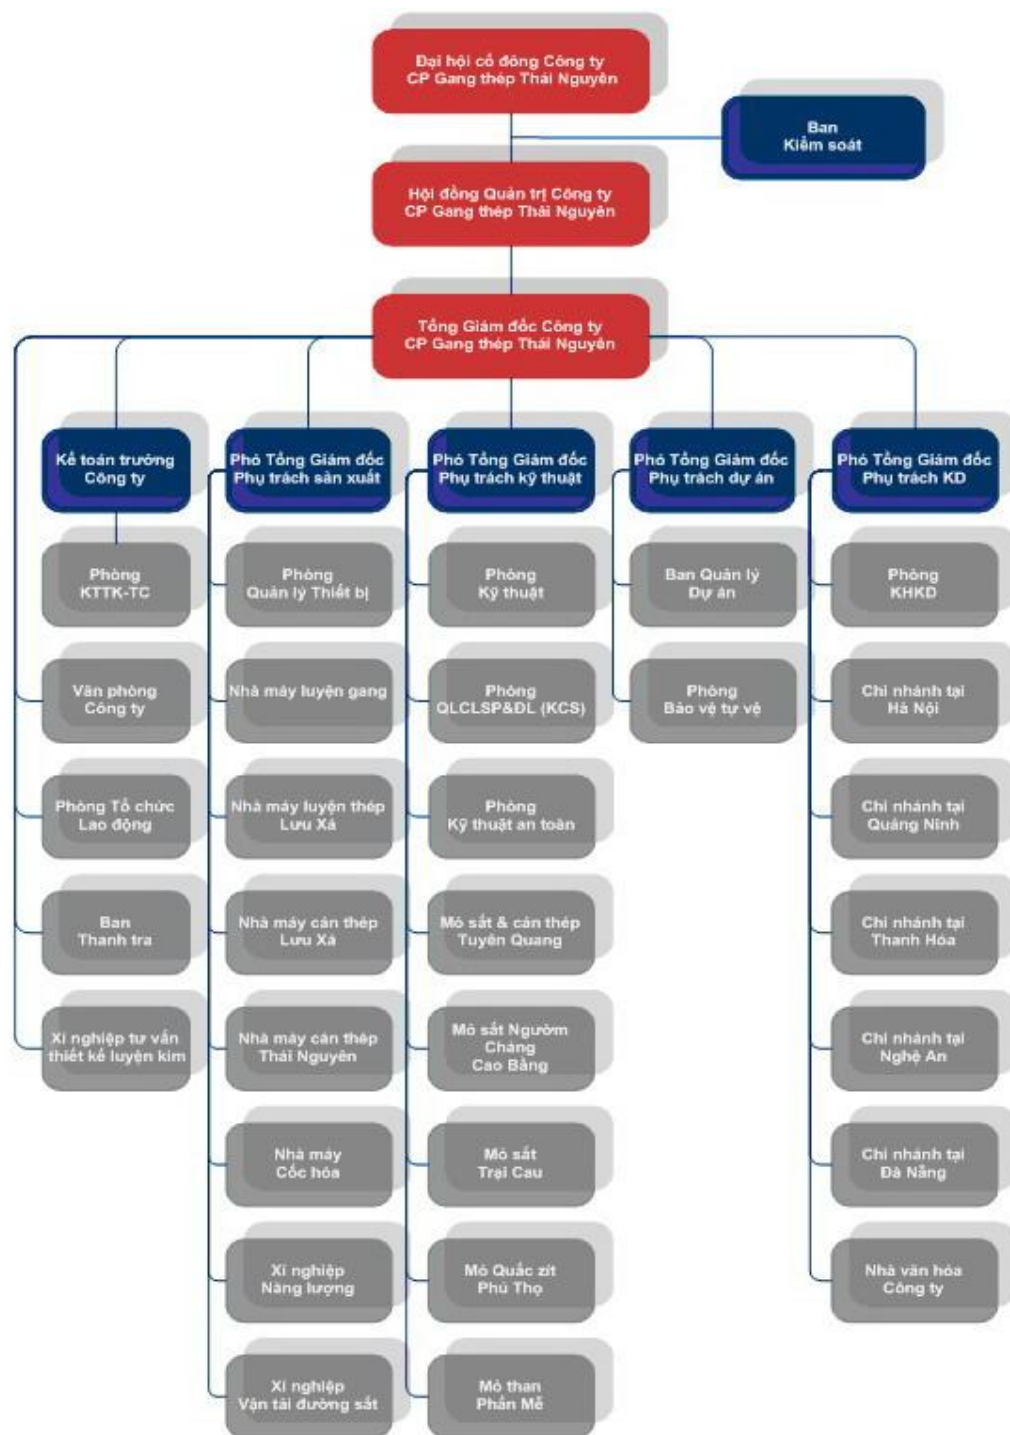 Đại hội cổ đông Công ty
CP Gang thép Thái Nguyên
Ban
Kiểm soát
Hội đồng Quản trị Công ty
CP Gang thép Thái Nguyên
Tổng Giám đốc Công ty
CP Gang thép Thái Nguyên
Kế toán trưởng
Công ty
Phó Tổng Giám đốc
Phụ trách sản xuất
Phó Tổng Giám đốc
Phụ trách kỹ thuật
Phó Tổng Giám đốc
Phụ trách dự án
Phó Tổng Giám đốc
Phụ trách KD
Phòng
KTTK-TC
Phòng
Quản lý Thiết bị
Phòng
Kỹ thuật
Ban Quản lý
Dự án
Phòng
KHKD
Văn phòng
Công ty
Nhà máy luyện gang
Phòng
QLCLSP&ĐL (KCS)
Phòng
Bảo vệ tự vệ
Chi nhánh tại
Hà Nội
Phòng Tổ chức
Lao động
Nhà máy luyện thép
Lưu Xá
Phòng
Kỹ thuật an toàn
Chi nhánh tại
Quảng Ninh
Ban
Thanh tra
Nhà máy cán thép
Lưu Xá
Mỏ sắt & cán thép
Tuyên Quang
Chi nhánh tại
Thanh Hóa
Xí nghiệp tư vấn
thiết kế luyện kim
Nhà máy cán thép
Thái Nguyên
Mỏ sắt Ngườm
Cháng
Cao Bằng
Chi nhánh tại
Nghệ An
Nhà máy
Cốc hóa
Mỏ sắt
Trại Cau
Chi nhánh tại
Đà Nẵng
Xí nghiệp
Năng lượng
Mỏ Quắc zít
Phú Thọ
Nhà văn hóa
Công ty
Xí nghiệp
Vận tải đường sắt
Mỏ than
Phấn Mễ